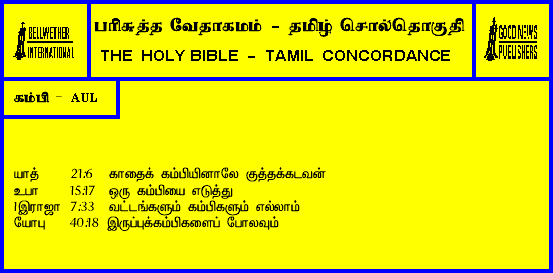 BELLWETHER
INTERNATIONAL
பரிசுத்த வேதாகமம் - தமிழ் சொல்தொகுதி
THE HOLY BIBLE - TAMIL CONCORDANCE
GOOD NEWS
PUBLISHERS
கம்பி - AUL
யாத் 21:6 காதைக் கம்பியினாலே குத்தக்கடவன்
உபா 15:17 ஒரு கம்பியை எடுத்து
1இராஜா 7:33 வட்டங்களும் கம்பிகளும் எல்லாம்
யோபு 40:18 இருப்புக்கம்பிகளைப் போலவும்